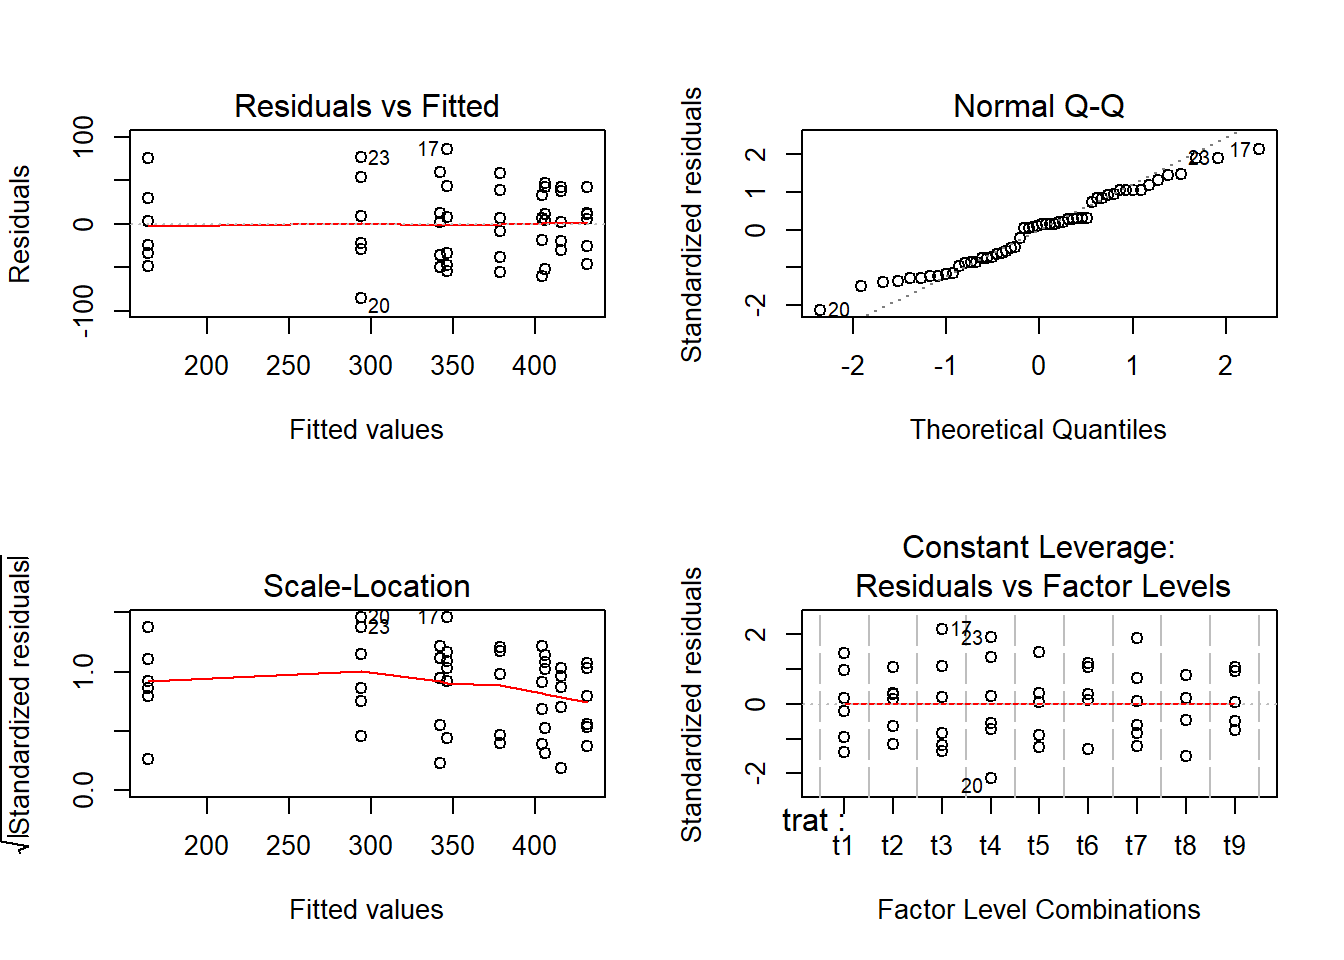 Residuals vs Fitted
Residuals
100
0
-100
23
17
20
200 250 300 350 400
Fitted values
Normal Q-Q
Standardized residuals
2
1
0
-2
23
17
20
-2 -1 0 1 2
Theoretical Quantiles
Scale-Location
√|Standardized residuals|
1.0
0.0
20
23
17
200 250 300 350 400
Fitted values
Constant Leverage:
Residuals vs Factor Levels
Standardized residuals
2
0
-2
17
23
20
trat :
t1 t2 t3 t4 t5 t6 t7 t8 t9
Factor Level Combinations